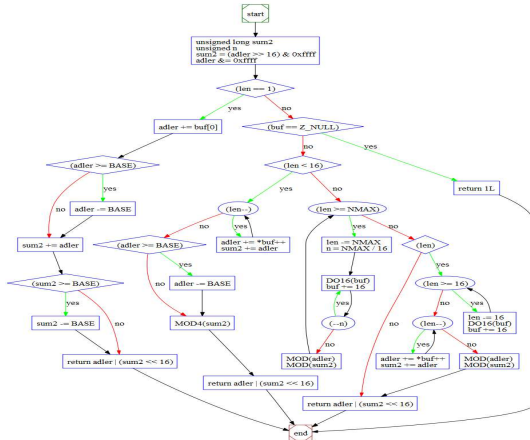 start
unsigned long sum2
unsigned n
sum2 = (adler >> 16) & 0xffff
adler &= 0xffff
(len == 1)
yes
no
adler += buf[0]
(buf == Z_NULL)
no
yes
(adler >= BASE)
(len < 16)
return 1L
yes
no
yes
no
adler -= BASE
(len--)
(len >= NMAX)
no
yes
yes
no
sum2 += adler
(adler >= BASE)
adler += *buf++
sum2 += adler
len -= NMAX
n = NMAX / 16
(len)
no
yes
yes
no
(sum2 >= BASE)
adler -= BASE
DO16(buf)
buf += 16
(len >= 16)
yes
no
yes
yes
no
sum2 -= BASE
MOD4(sum2)
(--n)
(len--)
len -= 16
DO16(buf)
buf += 16
no
yes
no
return adler | (sum2 << 16)
MOD(adler)
MOD(sum2)
adler += *buf++
sum2 += adler
MOD(adler)
MOD(sum2)
return adler | (sum2 << 16)
return adler | (sum2 << 16)
end